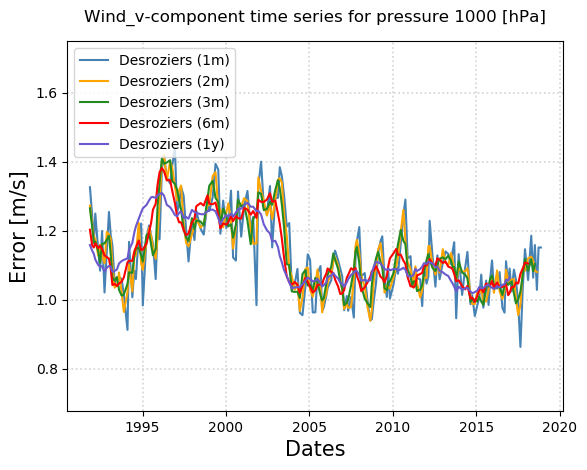 Wind_v-component time series for pressure 1000 [hPa]
Desroziers (1m)
Desroziers (2m)
Desroziers (3m)
Desroziers (6m)
Desroziers (1y)
Error [m/s]
1.6
1.4
1.2
1.0
0.8
1995
2000
2005
2010
2015
2020
Dates